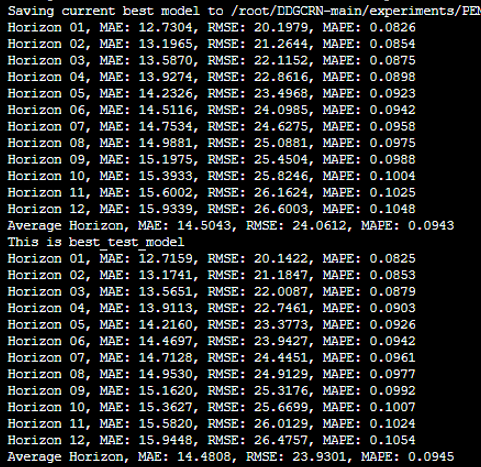 Saving current best model to /root/DDGCRN-main/experiments/PEM
Horizon 01, MAE: 12.7304, RMSE: 20.1979, MAPE: 0.0826
Horizon 02, MAE: 13.1965, RMSE: 21.2644, MAPE: 0.0854
Horizon 03, MAE: 13.5870, RMSE: 22.1152, MAPE: 0.0875
Horizon 04, MAE: 13.9274, RMSE: 22.8616, MAPE: 0.0898
Horizon 05, MAE: 14.2326, RMSE: 23.4968, MAPE: 0.0923
Horizon 06, MAE: 14.5116, RMSE: 24.0985, MAPE: 0.0942
Horizon 07, MAE: 14.7534, RMSE: 24.6275, MAPE: 0.0958
Horizon 08, MAE: 14.9881, RMSE: 25.0881, MAPE: 0.0975
Horizon 09, MAE: 15.1975, RMSE: 25.4504, MAPE: 0.0988
Horizon 10, MAE: 15.3933, RMSE: 25.8246, MAPE: 0.1004
Horizon 11, MAE: 15.6002, RMSE: 26.1624, MAPE: 0.1025
Horizon 12, MAE: 15.9339, RMSE: 26.6003, MAPE: 0.1048
Average Horizon, MAE: 14.5043, RMSE: 24.0612, MAPE: 0.0943
This is best_test_model
Horizon 01, MAE: 12.7159, RMSE: 20.1422, MAPE: 0.0825
Horizon 02, MAE: 13.1741, RMSE: 21.1847, MAPE: 0.0853
Horizon 03, MAE: 13.5651, RMSE: 22.0087, MAPE: 0.0879
Horizon 04, MAE: 13.9113, RMSE: 22.7461, MAPE: 0.0903
Horizon 05, MAE: 14.2160, RMSE: 23.3773, MAPE: 0.0926
Horizon 06, MAE: 14.4697, RMSE: 23.9427, MAPE: 0.0942
Horizon 07, MAE: 14.7128, RMSE: 24.4451, MAPE: 0.0961
Horizon 08, MAE: 14.9530, RMSE: 24.9129, MAPE: 0.0977
Horizon 09, MAE: 15.1620, RMSE: 25.3176, MAPE: 0.0992
Horizon 10, MAE: 15.3627, RMSE: 25.6699, MAPE: 0.1007
Horizon 11, MAE: 15.5820, RMSE: 26.0129, MAPE: 0.1024
Horizon 12, MAE: 15.9448, RMSE: 26.4757, MAPE: 0.1054
Average Horizon, MAE: 14.4808, RMSE: 23.9301, MAPE: 0.0945